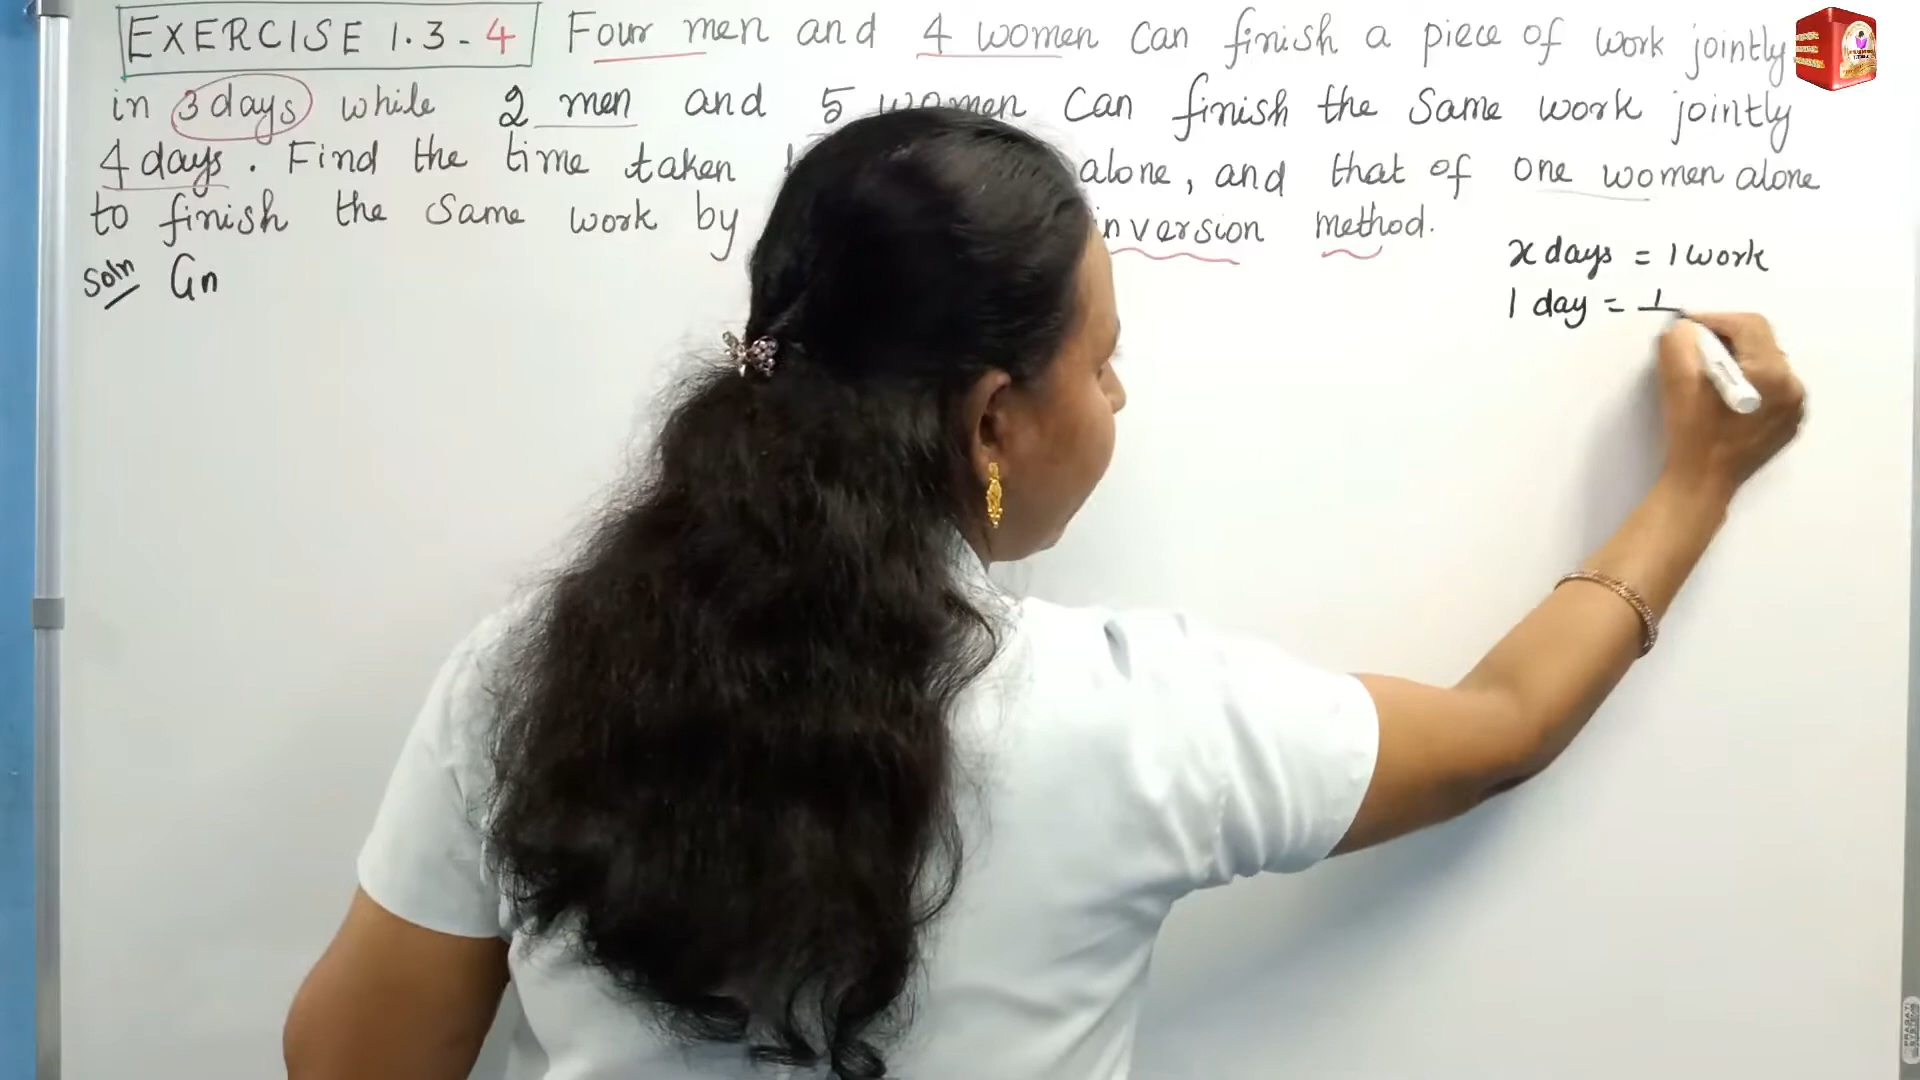 EXERCISE 1.3-4 Four men and 4 women can finish a piece of work jointly
in 3 days while 2 men and 5 women can finish the same work jointly
4 days. Find the time taken alone, and that of one women alone
to finish the same work by inversion method.
Soln Gn
x days = 1 work
1 day = 1